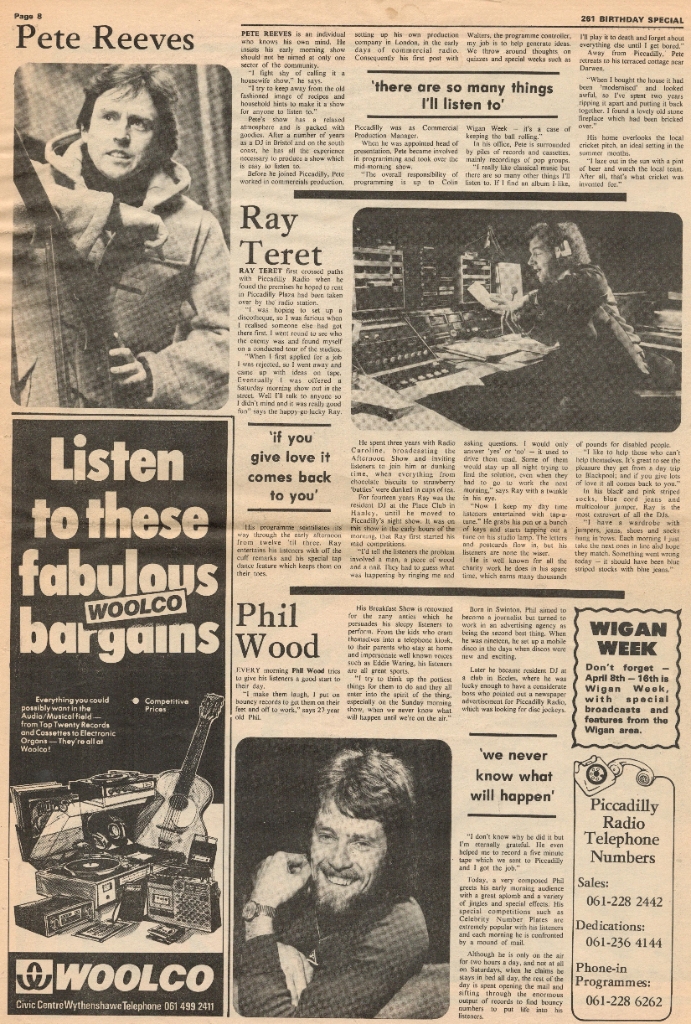 Page 8
261 BIRTHDAY SPECIAL
Pete Reeves
PETE REEVES is an individual
who knows his own mind. He
insists his early morning show
should not be aimed at only one
sector of the community.
"I fight shy of calling it a
housewife show," he says.
"I try to keep away from the old
fashioned image of recipes and
household hints to make it a show
for anyone to listen to."
Pete's show has a relaxed
atmosphere and is packed with
goodies. After a number of years
as a DJ in Bristol and on the south
coast, he has all the experience
necessary to produce a show which
is easy to listen to.
Before he joined Piccadilly, Pete
worked in commercials production,
setting up his own production
company in London, in the early
days of commercial radio.
Consequently his first post with
'there are so many things
I'll listen to'
Piccadilly was as Commercial
Production Manager.
When he was appointed head of
presentation, Pete became involved
in programming and took over the
mid-morning show.
"The overall responsibility of
programming is up to Colin
Walters, the programme controller,
my job is to help generate ideas.
We throw around thoughts on
quizzes and special weeks such as
Wigan Week — it's a case of
keeping the ball rolling."
In his office, Pete is surrounded
by piles of records and cassettes,
mainly recordings of pop groups.
"I really like classical music but
there are so many other things I'll
listen to. If I find an album I like,
I'll play it to death and forget about
everything else until I get bored."
Away from Piccadilly, Pete
retreats to his terraced cottage near
Darwen.
"When I bought the house it had
been 'modernised' and looked
awful, so I've spent two years
ripping it apart and putting it back
together. I found a lovely old stone
fireplace which had been bricked
over."
His home overlooks the local
cricket pitch, an ideal setting in the
summer months.
"I laze out in the sun with a pint
of beer and watch the local team.
After all, that's what cricket was
invented for."
Ray
Teret
RAY TERET first crossed paths
with Piccadilly Radio when he
found the premises he hoped to rent
in Piccadilly Plaza had been taken
over by the radio station.
"I was hoping to set up a
discotheque, so I was furious when
I realised someone else had got
there first. I went round to see who
the enemy was and found myself
on a conducted tour of the studios.
"When I first applied for a job
I was rejected, so I went away and
came up with ideas on tape.
Eventually I was offered a
Saturday morning show out in the
street. Well I'll talk to anyone so
I didn't mind and it was really good
fun" says the happy-go-lucky Ray.
'if you
give love it
comes back
to you'
His programme somersaults its
way through the early afternoon
from twelve 'til three. Ray
entertains his listeners with off the
cuff remarks and his special tap
dance feature which keeps them on
their toes.
He spent three years with Radio
Caroline, broadcasting the
Afternoon Show and inviting
listeners to join him at dunking
time, when everything from
chocolate biscuits to strawberry
'butties' were dunked in cups of tea.
For fourteen years Ray was the
resident DJ at the Place Club in
Hanley, until he moved to
Piccadilly's night show. It was on
this show in the early hours of the
morning, that Ray first started his
mad competitions.
"I'd tell the listeners the problem
involved a man, a piece of wood
and a nail. They had to guess what
was happening by ringing me and
asking questions. I would only
answer 'yes' or 'no' — it used to
drive them mad. Some of them
would stay up all night trying to
find the solution, even when they
had to go to work the next
morning," says Ray with a twinkle
in his eye.
"Now I keep my day time
listeners entertained with 'tap-a-
tune.' He grabs his pen or a bunch
of keys and starts tapping out a
tune on his studio lamp. The letters
and postcards flow in, but his
listeners are none the wiser.
He is well known for all the
charity work he does in his spare
time, which earns many thousands
of pounds for disabled people.
"I like to help those who can't
help themselves. It's great to see the
pleasure they get from a day trip
to Blackpool, and if you give lots
of love it all comes back to you."
In his black and pink striped
socks, blue cord jeans and
multicolour jumper, Ray is the
most extrovert of all the DJs.
"I have a wardrobe with
jumpers, jeans, shoes and socks
hung in rows. Each morning I just
take the next ones in line and hope
they match. Something went wrong
today — it should have been blue
striped socks with blue jeans."
Listen
to these
fabulous
WOOLCO
bargains
Everything you could
possibly want in the
Audio/Musical field —
from Top Twenty Records
and Cassettes to Electronic
Organs — They're all at
Woolco!
● Competitive
Prices
WOOLCO
Civic Centre Wythenshawe Telephone 061 499 2411
Phil
Wood
EVERY morning Phil Wood tries
to give his listeners a good start to
their day.
"I make them laugh, I put on
bouncy records to get them on their
feet and off to work," says 27 year
old Phil.
His Breakfast Show is renowned
for the zany antics which he
persuades his sleepy listeners to
perform. From the kids who cram
themselves into a telephone kiosk,
to their parents who stay at home
and impersonate well known voices
such as Eddie Waring, his listeners
are all great sports.
"I try to think up the pottiest
things for them to do and they all
enter into the spirit of the thing,
especially on the Sunday morning
show, when we never know what
will happen until we're on the air."
Born in Swinton, Phil aimed to
become a journalist but turned to
work in an advertising agency as
being the second best thing. When
he was nineteen, he set up a mobile
disco in the days when discos were
new and exciting.
Later he became resident DJ at
a club in Eccles, where he was
lucky enough to have a considerate
boss who pointed out a newspaper
advertisement for Piccadilly Radio,
which was looking for disc jockeys.
'we never
know what
will happen'
"I don't know why he did it but
I'm eternally grateful. He even
helped me to record a five minute
tape which we sent to Piccadilly
and I got the job."
Today, a very composed Phil
greets his early morning audience
with a great aplomb and a variety
of jingles and special effects. His
special competitions such as
Celebrity Number Plates are
extremely popular with his listeners
and each morning he is confronted
by a mound of mail.
Although he is only on the air
for two hours a day, and not at all
on Saturdays, when he claims he
stays in bed all day, the rest of the
day is spent opening the mail and
sifting through the enormous
output of records to find bouncy
numbers to put life into his
listeners.
WIGAN
WEEK
Don't forget —
April 8th — 16th is
Wigan Week,
with special
broadcasts and
features from the
Wigan area.
Piccadilly
Radio
Telephone
Numbers
Sales:
061-228 2442
Dedications:
061-236 4144
Phone-in
Programmes:
061-228 6262